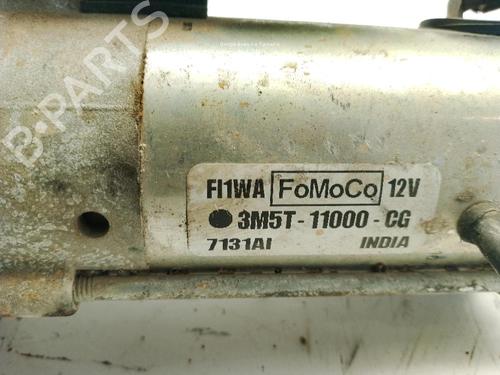 B-PARTS
FI1WA FoMoCo 12V
3M5T-11000-CG
7131AI INDIA